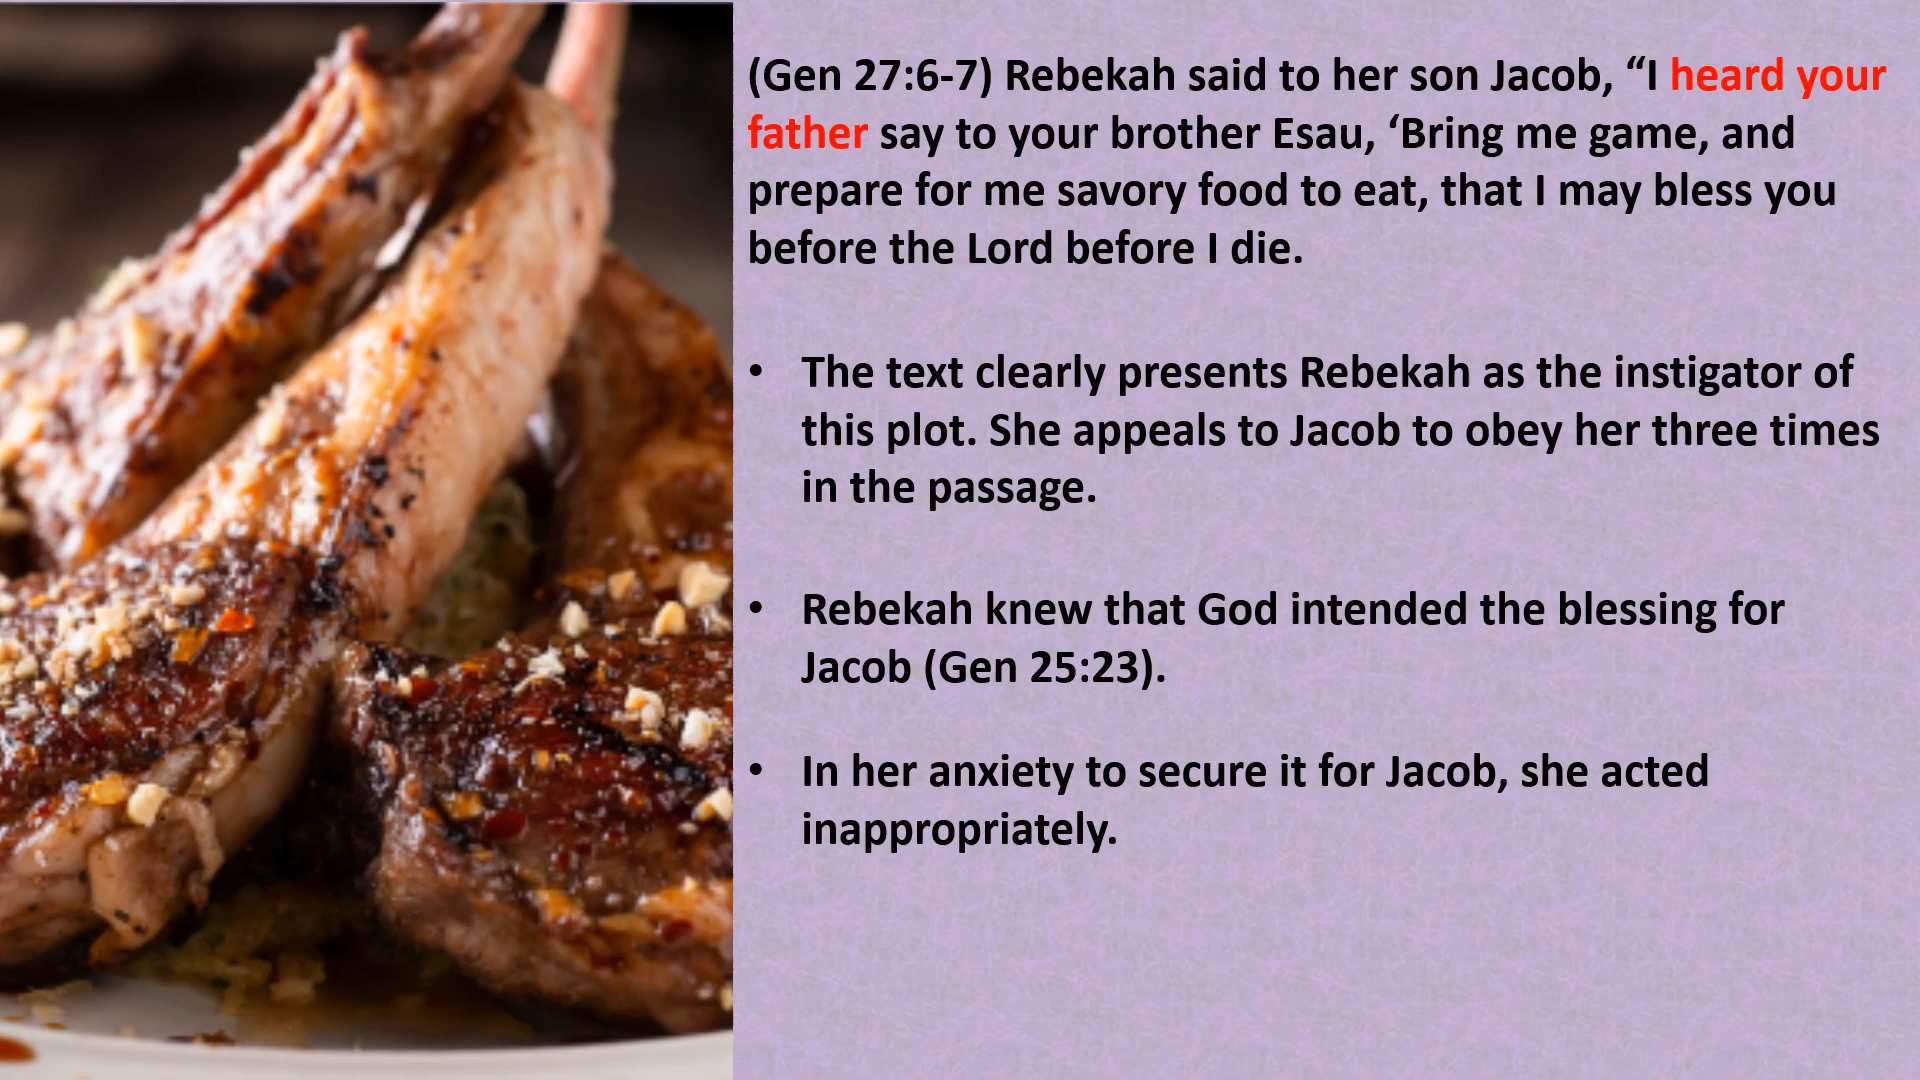 (Gen 27:6-7) Rebekah said to her son Jacob, “I heard your
father say to your brother Esau, ‘Bring me game, and
prepare for me savory food to eat, that I may bless you
before the Lord before I die.
• The text clearly presents Rebekah as the instigator of
this plot. She appeals to Jacob to obey her three times
in the passage.
• Rebekah knew that God intended the blessing for
Jacob (Gen 25:23).
• In her anxiety to secure it for Jacob, she acted
inappropriately.